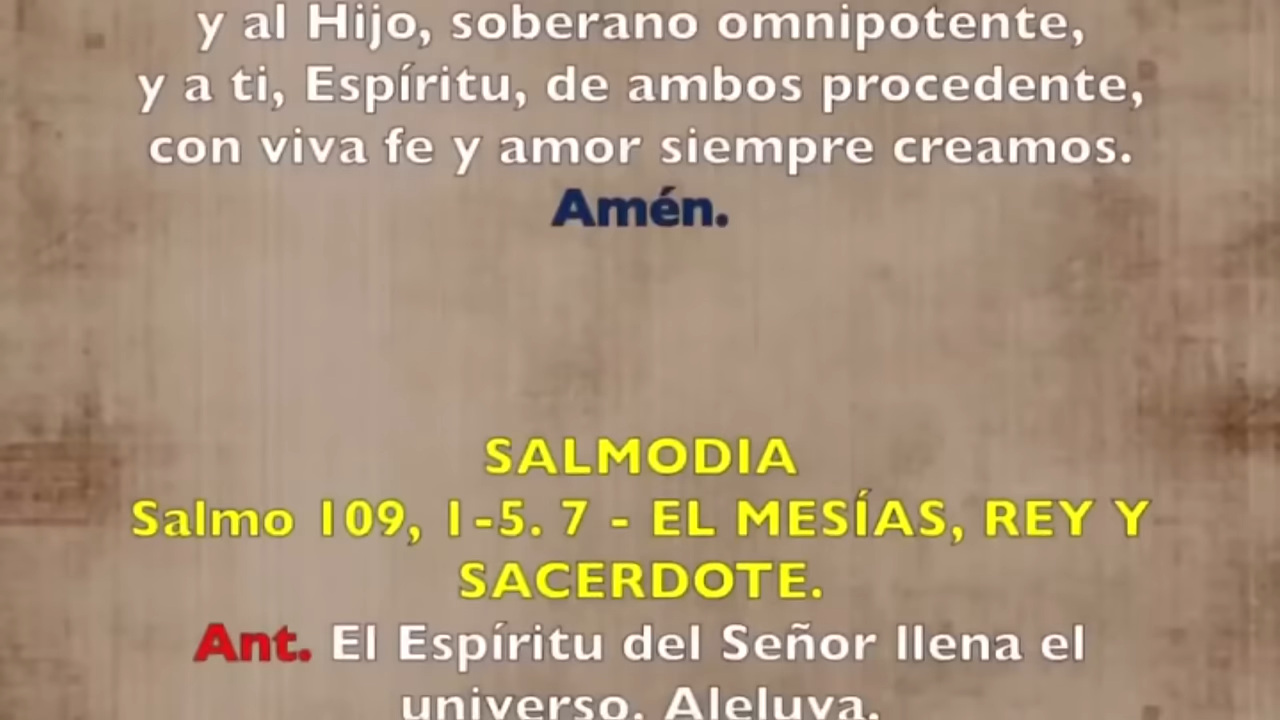 y al Hijo, soberano omnipotente,
y a ti, Espíritu, de ambos procedente,
con viva fe y amor siempre creamos.
Amén.
SALMODIA
Salmo 109, 1-5. 7 - EL MESÍAS, REY Y
SACERDOTE.
Ant. El Espíritu del Señor llena el
universo. Aleluya.